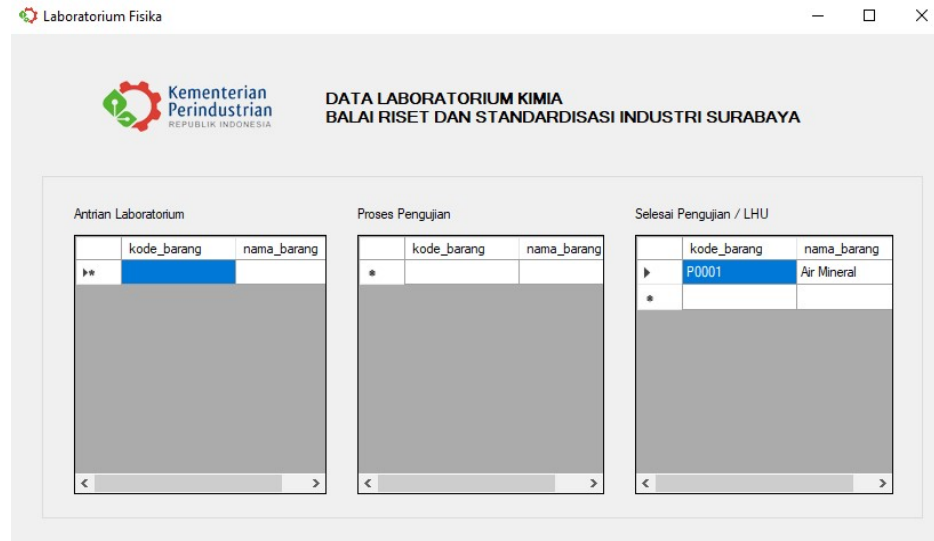 Laboratorium Fisika
Kementerian
Perindustrian
REPUBLIK INDONESIA
DATA LABORATORIUM KIMIA
BALAI RISET DAN STANDARDISASI INDUSTRI SURABAYA
Antrian Laboratorium
kode_barang nama_barang
Proses Pengujian
kode_barang nama_barang
Selesai Pengujian / LHU
kode_barang nama_barang
P0001 Air Mineral